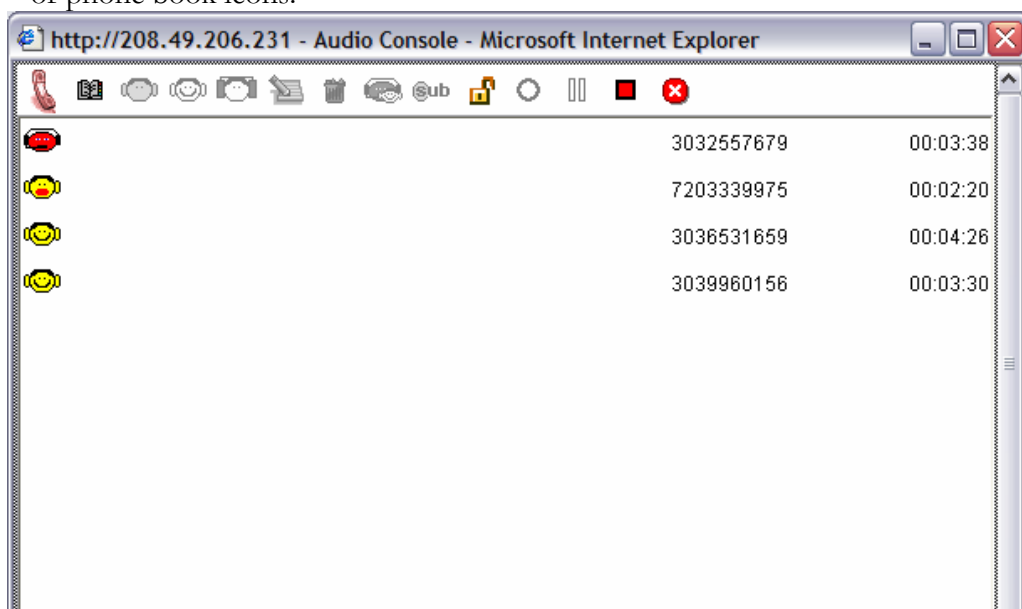 or phone book icons.
http://208.49.206.231 - Audio Console - Microsoft Internet Explorer
Sub
3032557679 00:03:38
7203339975 00:02:20
3036531659 00:04:26
3039960156 00:03:30